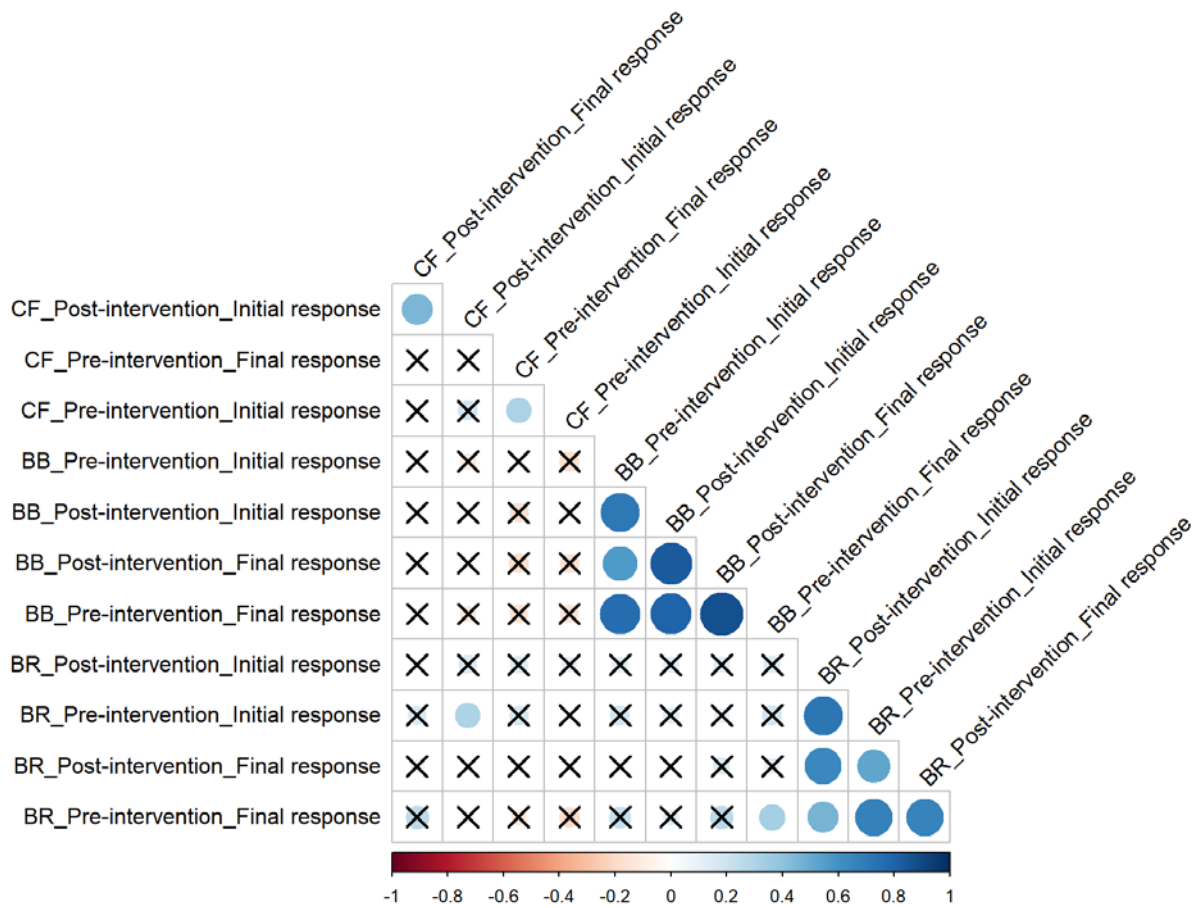 CF_Post-intervention_Final response
CF_Post-intervention_Initial response
CF_Pre-intervention_Final response
CF_Pre-intervention_Initial response
BB_Pre-intervention_Initial response
BB_Post-intervention_Initial response
BB_Post-intervention_Final response
BB_Pre-intervention_Final response
BR_Post-intervention_Initial response
BR_Pre-intervention_Initial response
BR_Post-intervention_Final response
CF_Post-intervention_Initial response
CF_Pre-intervention_Final response
CF_Pre-intervention_Initial response
BB_Pre-intervention_Initial response
BB_Post-intervention_Initial response
BB_Post-intervention_Final response
BB_Pre-intervention_Final response
BR_Post-intervention_Initial response
BR_Pre-intervention_Initial response
BR_Post-intervention_Final response
BR_Pre-intervention_Final response
-1 -0.8 -0.6 -0.4 -0.2 0 0.2 0.4 0.6 0.8 1